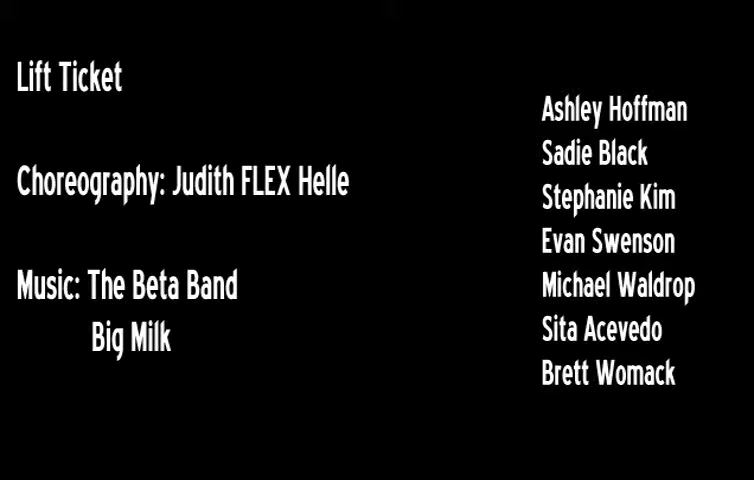 Lift Ticket
Choreography: Judith FLEX Helle
Music: The Beta Band
Big Milk
Ashley Hoffman
Sadie Black
Stephanie Kim
Evan Swenson
Michael Waldrop
Sita Acevedo
Brett Womack